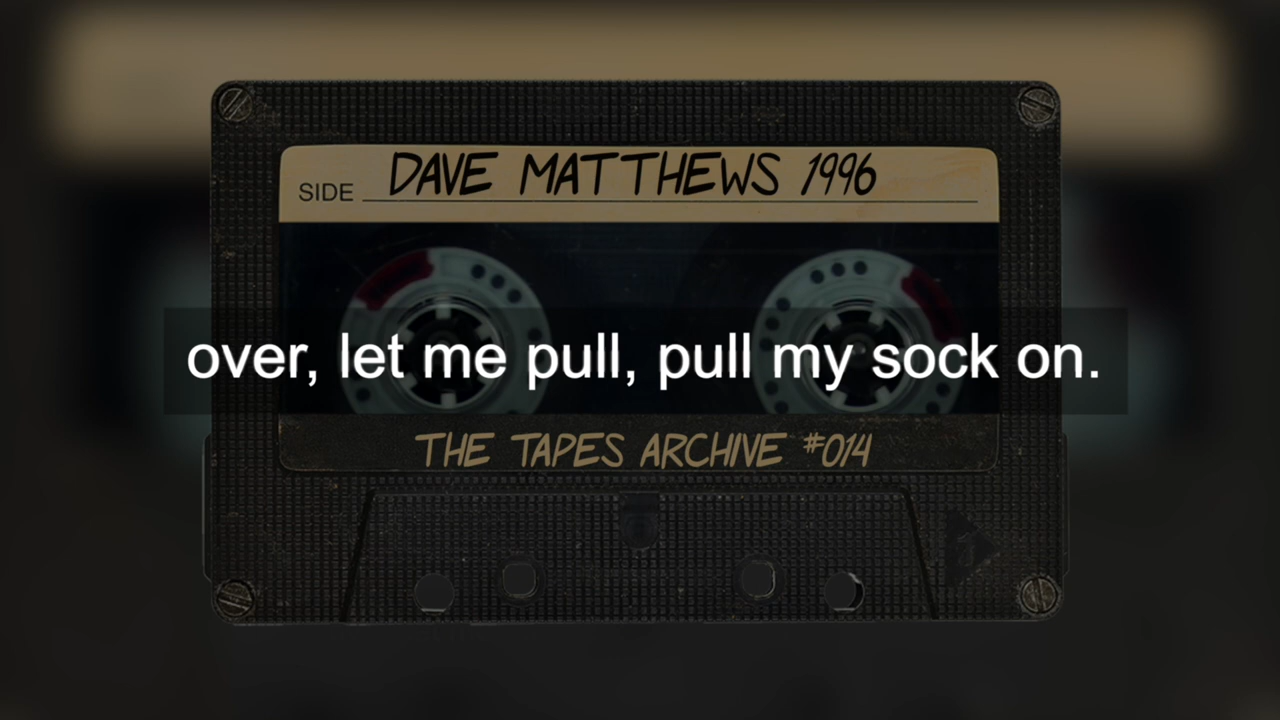 DAVE MATTHEWS 1996
SIDE
over, let me pull, pull my sock on.
THE TAPES ARCHIVE #014